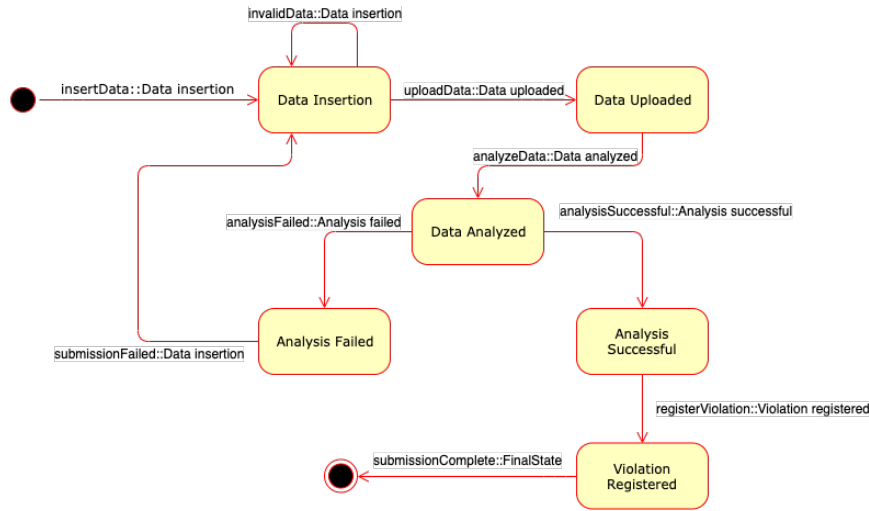 invalidData::Data insertion
insertData::Data insertion
Data Insertion
uploadData::Data uploaded
Data Uploaded
analyzeData::Data analyzed
analysisFailed::Analysis failed
Data Analyzed
analysisSuccessful::Analysis successful
Analysis Failed
Analysis
Successful
submissionFailed::Data insertion
registerViolation::Violation registered
submissionComplete::FinalState
Violation
Registered